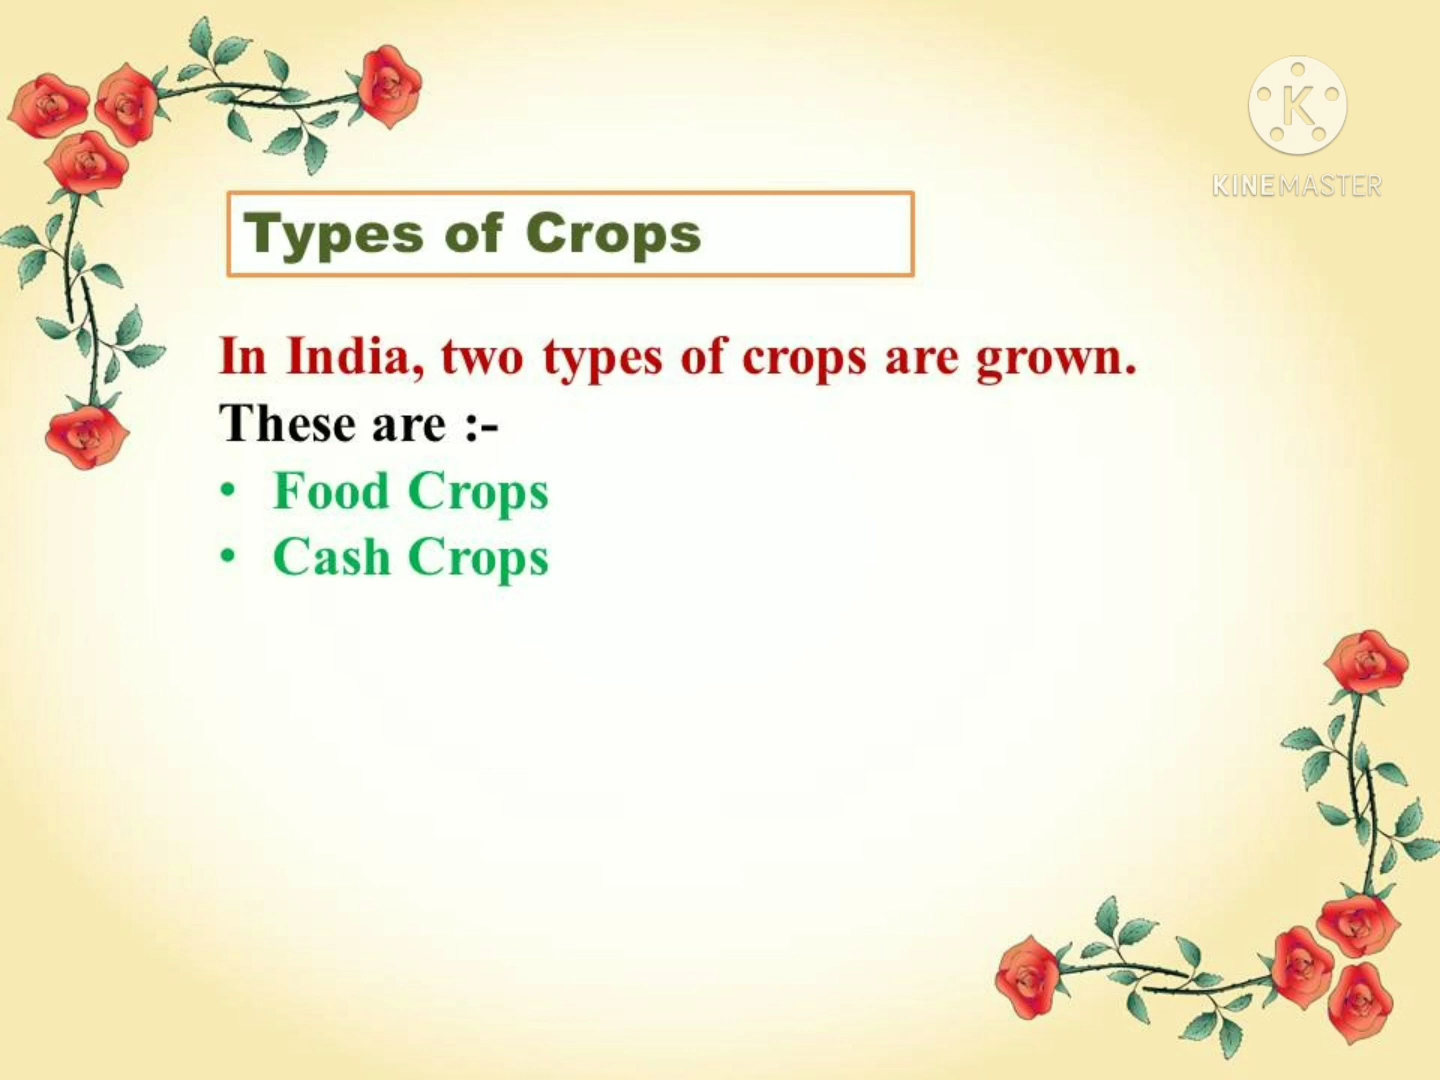 K
KINEMASTER
Types of Crops
In India, two types of crops are grown.
These are :-
• Food Crops
• Cash Crops